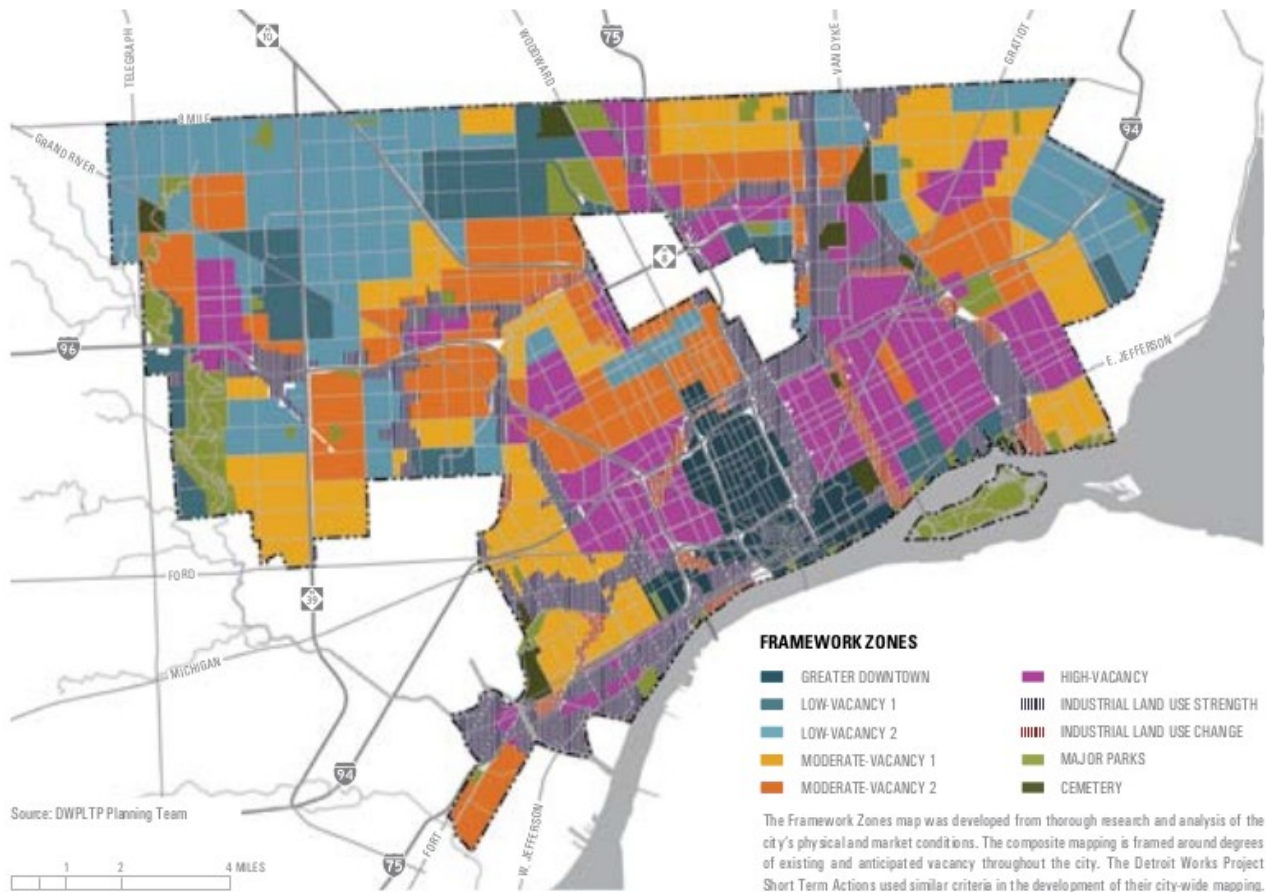 TELEGRAPH
M
10
WOODWARD
75
VAN DYKE
GRATIOT
94
8 MILE
GRAND RIVER
8
96
E. JEFFERSON
FORD
M
39
MICHIGAN
94
75
FORT
W. JEFFERSON
Source: DWPLTP Planning Team
1 2 4 MILES
FRAMEWORK ZONES
GREATER DOWNTOWN
LOW-VACANCY 1
LOW-VACANCY 2
MODERATE-VACANCY 1
MODERATE-VACANCY 2
HIGH-VACANCY
INDUSTRIAL LAND USE STRENGTH
INDUSTRIAL LAND USE CHANGE
MAJOR PARKS
CEMETERY
The Framework Zones map was developed from thorough research and analysis of the
city's physical and market conditions. The composite mapping is framed around degrees
of existing and anticipated vacancy throughout the city. The Detroit Works Project
Short Term Actions used similar criteria in the development of their city-wide mapping.